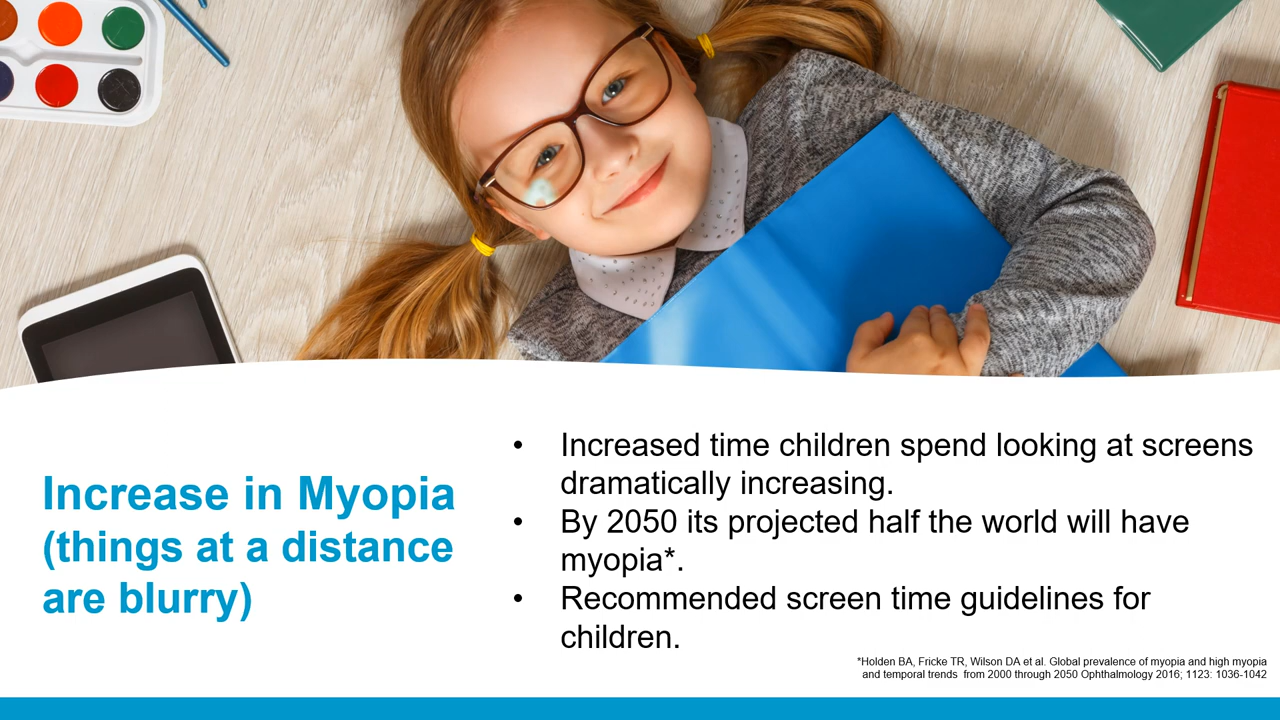 Increase in Myopia
(things at a distance
are blurry)
• Increased time children spend looking at screens
dramatically increasing.
• By 2050 its projected half the world will have
myopia*.
• Recommended screen time guidelines for
children.
*Holden BA, Fricke TR, Wilson DA et al. Global prevalence of myopia and high myopia
and temporal trends from 2000 through 2050 Ophthalmology 2016; 1123: 1036-1042